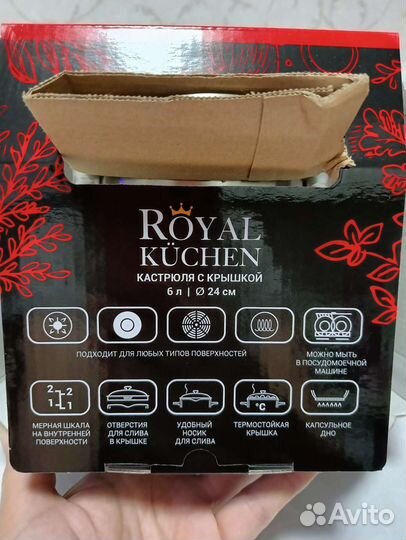 ROYAL
KÜCHEN
КАСТРЮЛЯ С КРЫШКОЙ
6 л | Ø 24 см
ПОДХОДИТ ДЛЯ ЛЮБЫХ ТИПОВ ПОВЕРХНОСТЕЙ
МОЖНО МЫТЬ
В ПОСУДОМОЕЧНОЙ
МАШИНЕ
2 2
1 1
МЕРНАЯ ШКАЛА
НА ВНУТРЕННЕЙ
ПОВЕРХНОСТИ
ОТВЕРСТИЯ
ДЛЯ СЛИВА
В КРЫШКЕ
УДОБНЫЙ
НОСИК
ДЛЯ СЛИВА
°C
ТЕРМОСТОЙКАЯ
КРЫШКА
КАПСУЛЬНОЕ
ДНО
Avito